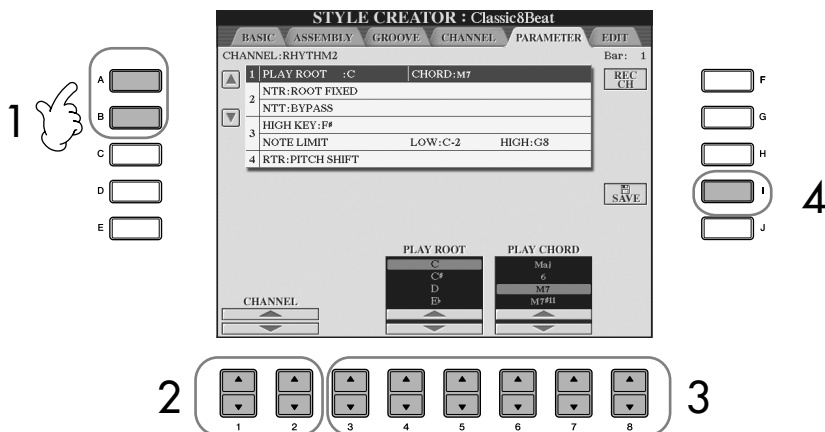 STYLE CREATOR : Classic8Beat
BASIC ASSEMBLY GROOVE CHANNEL PARAMETER EDIT
CHANNEL:RHYTHM2 Bar: 1
1 PLAY ROOT :C CHORD:M7
REC CH
2 NTR:ROOT FIXED
NTT:BYPASS
3 HIGH KEY:F♯
NOTE LIMIT LOW:C-2 HIGH:G8
4 RTR:PITCH SHIFT
SAVE
PLAY ROOT PLAY CHORD
C Maj
C♯ 6
D M7
E♭ M7♯11
CHANNEL
A
B
C
D
E
F
G
H
I
J
1
4
2
3
1 2 3 4 5 6 7 8